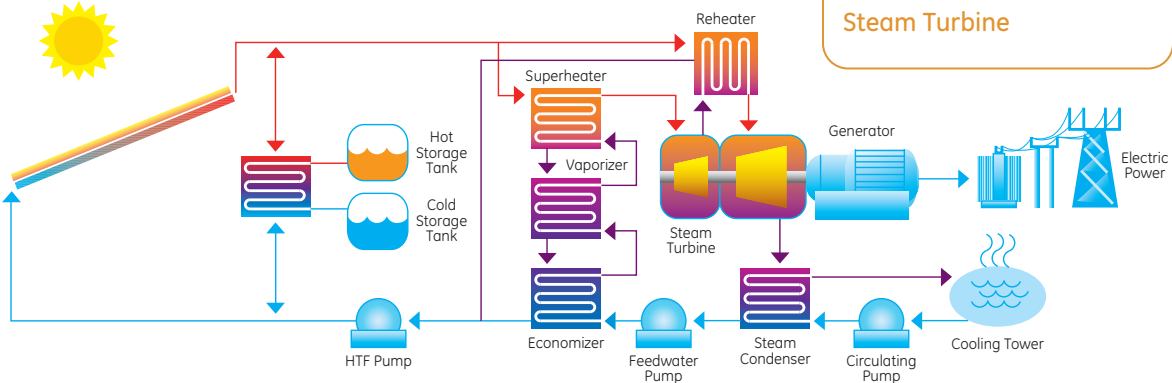 Steam Turbine
Reheater
Superheater
Generator
Hot
Storage
Tank
Vaporizer
Electric
Power
Cold
Storage
Tank
Steam
Turbine
HTF Pump
Economizer
Feedwater
Pump
Steam
Condenser
Circulating
Pump
Cooling Tower